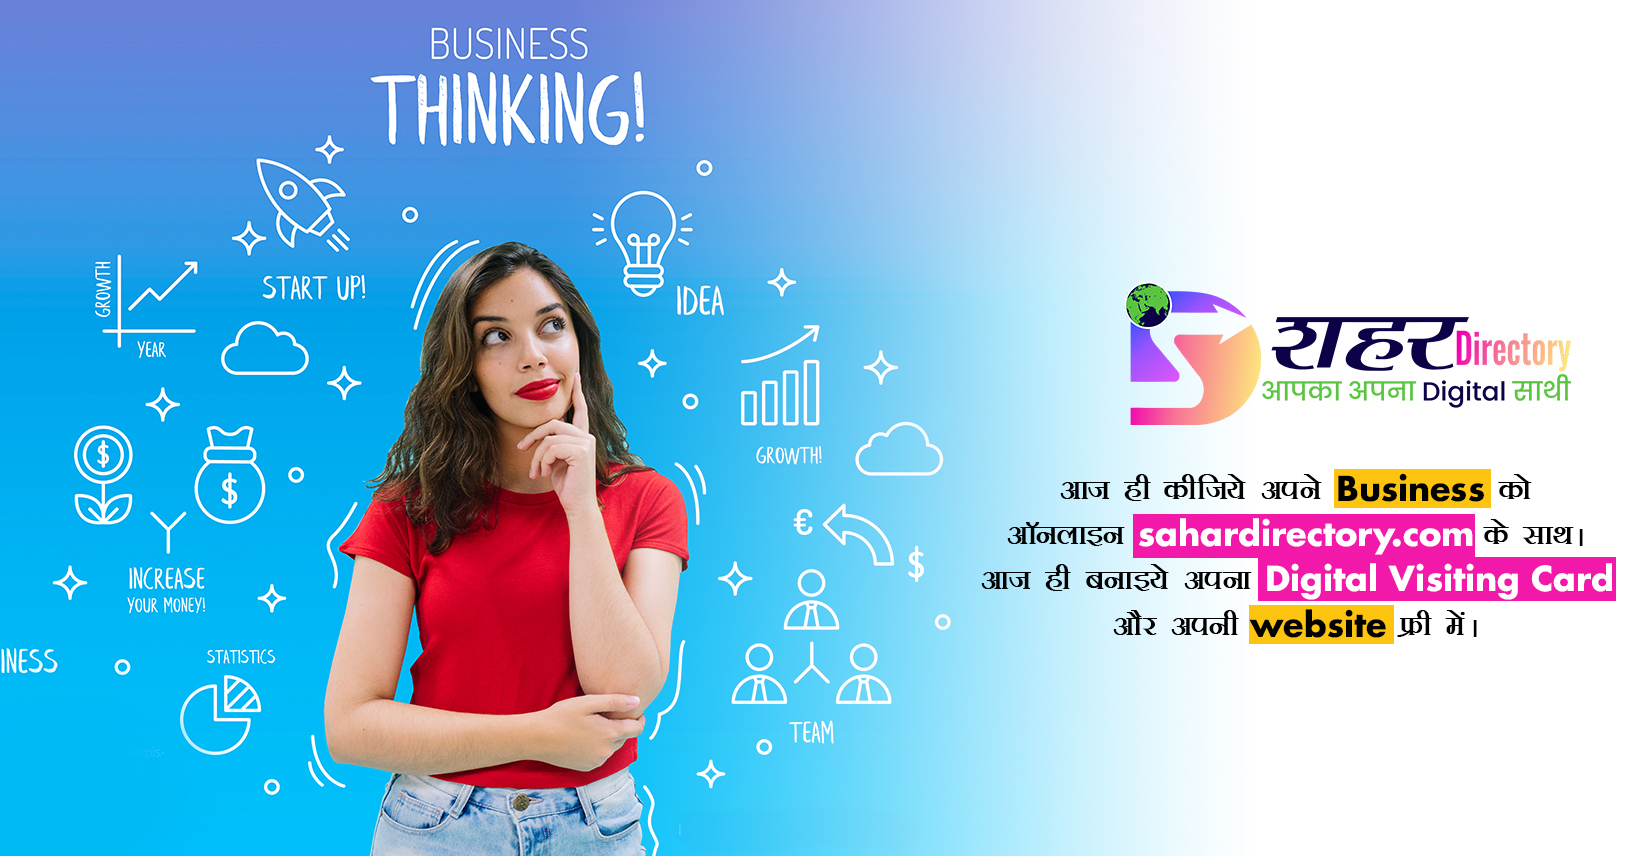 BUSINESS
THINKING!
START UP!
IDEA
GROWTH
YEAR
GROWTH!
$
$
INCREASE
YOUR MONEY!
€
$
INESS
STATISTICS
TEAM
शहर Directory
आपका अपना Digital साथी
आज ही कीजिये अपने Business को
ऑनलाइन sahardirectory.com के साथ।
आज ही बनाइये अपना Digital Visiting Card
और अपनी website फ्री में।